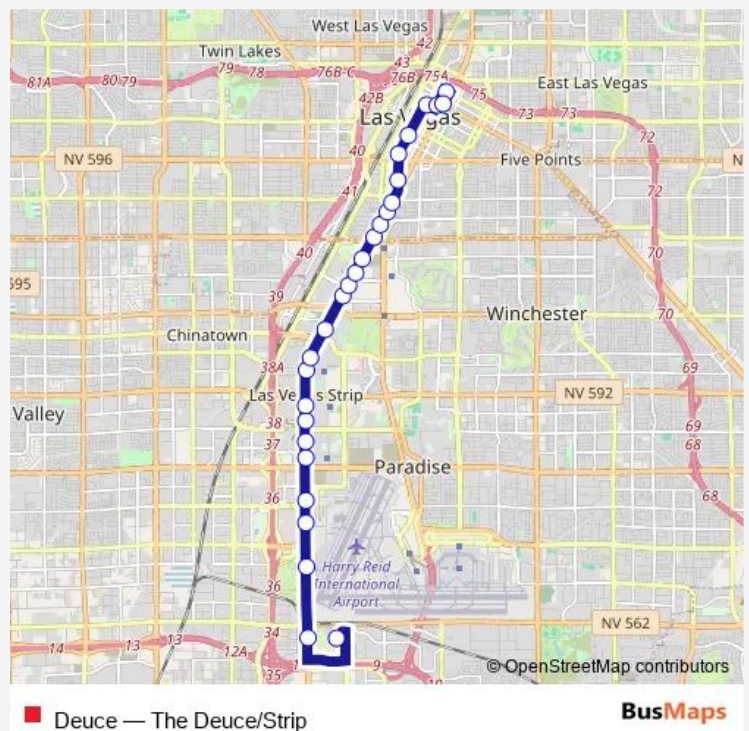 West Las Vegas
Twin Lakes
42
43
81A
80
79
79
78
76B-C
76B
75A
75
East Las Vegas
42B
Las Vegas
73
73
72
NV 596
40
Five Points
N
41
72
40
70
595
39
Winchester
70
Chinatown
38A
69
Las Vegas Strip
NV 592
Valley
38
69
37
68
Paradise
36
68
Harry Reid
International
Airport
36
NV 562
34
14
13
13
12A
35
1
9
10
© OpenStreetMap contributors
BusMaps
Deuce — The Deuce/Strip